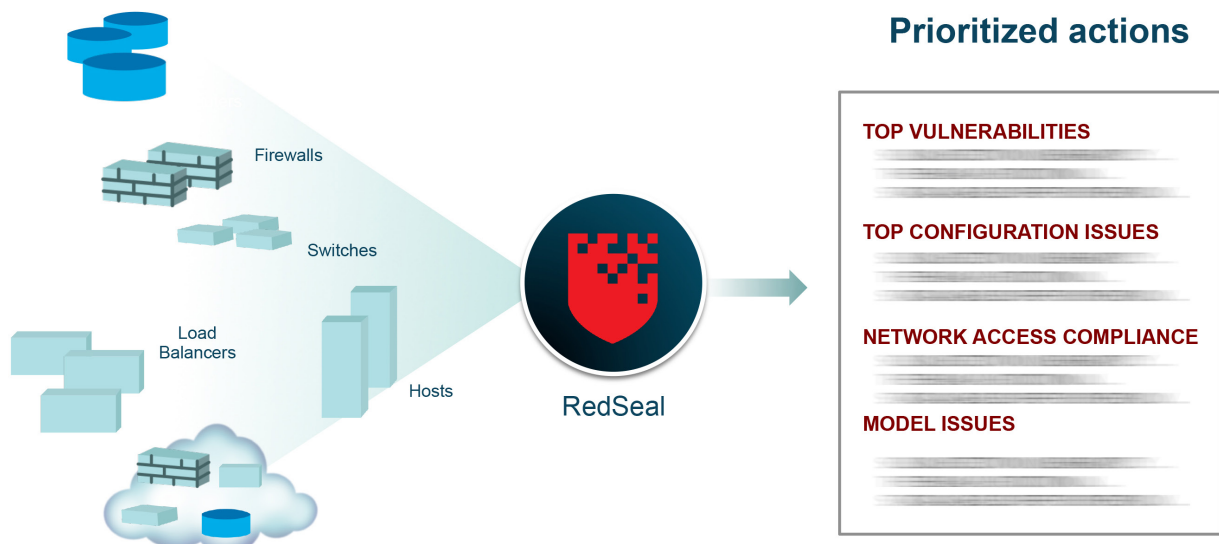 Prioritized actions
Firewalls
Switches
Load
Balancers
Hosts
RedSeal
TOP VULNERABILITIES
TOP CONFIGURATION ISSUES
NETWORK ACCESS COMPLIANCE
MODEL ISSUES